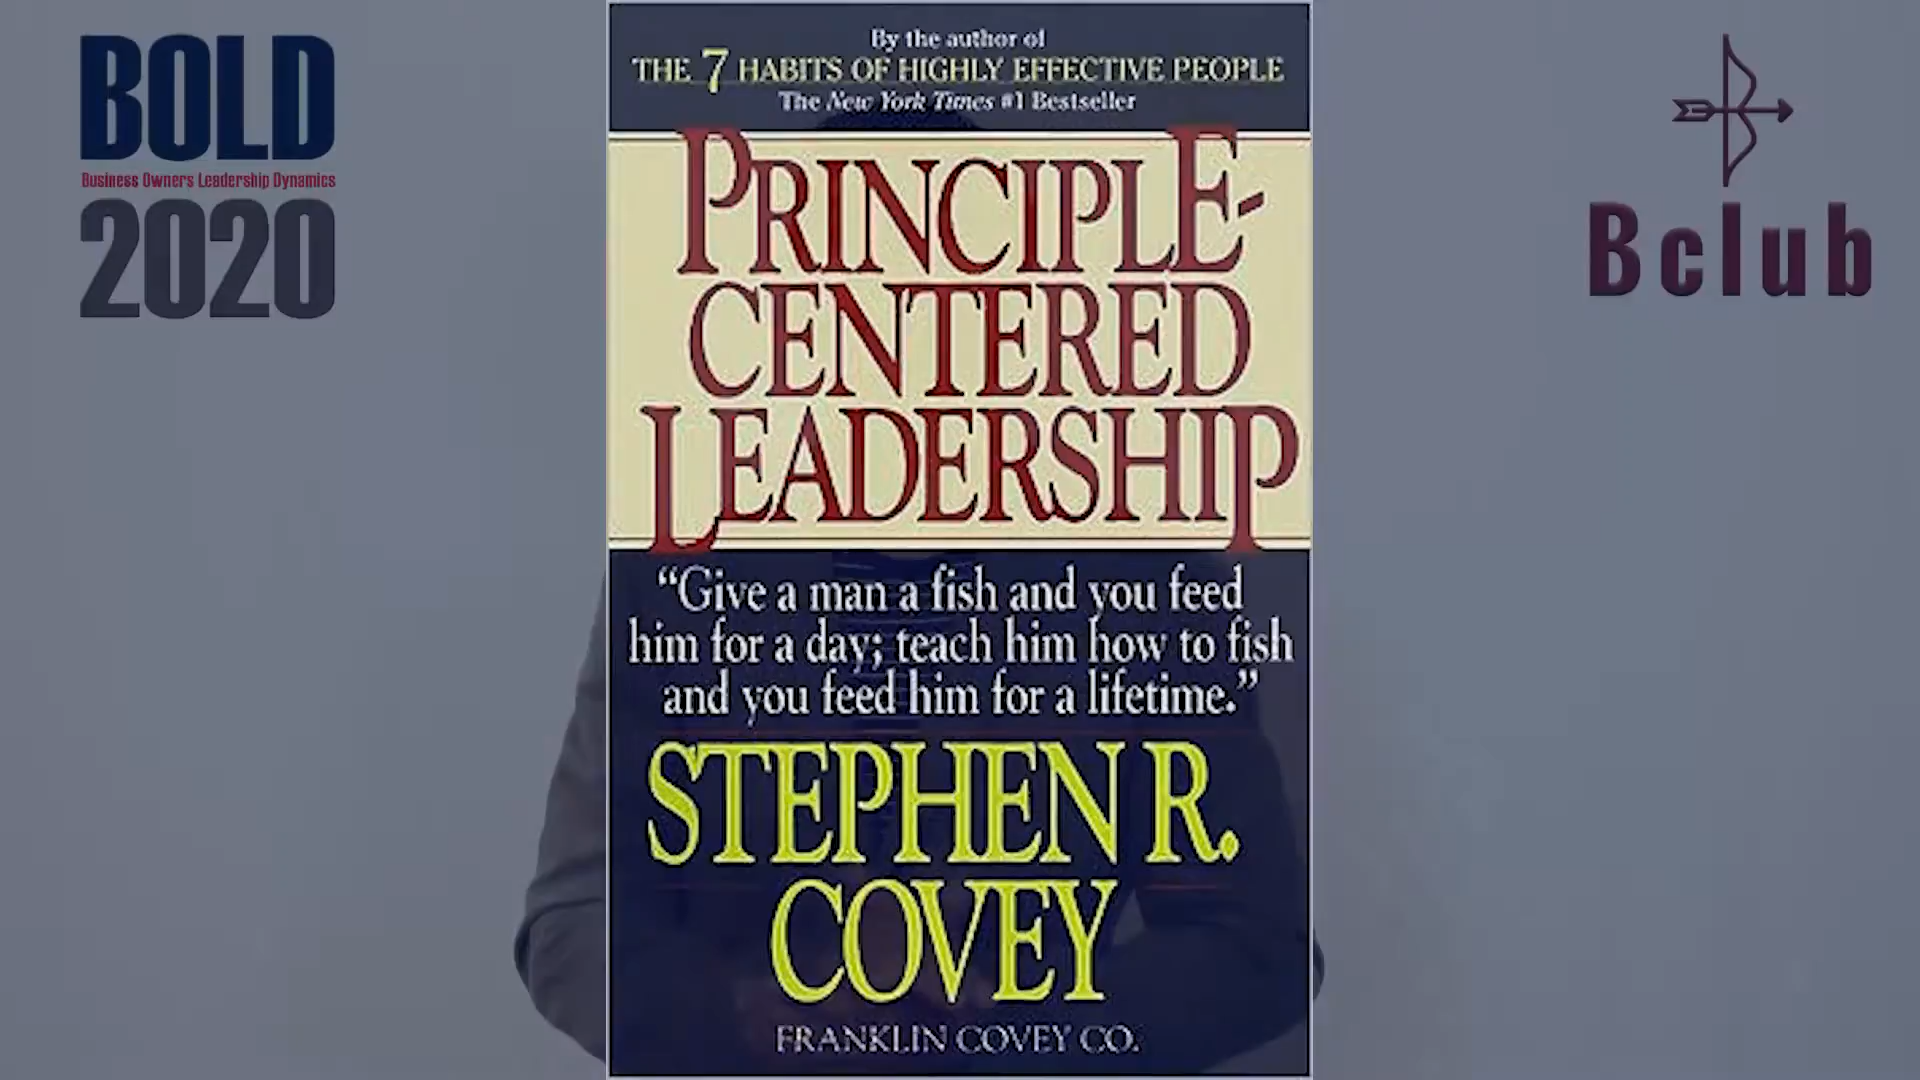 BOLD
Business Owners Leadership Dynamics
2020
By the author of
THE 7 HABITS OF HIGHLY EFFECTIVE PEOPLE
The New York Times #1 Bestseller
PRINCIPLE-
CENTERED
LEADERSHIP
“Give a man a fish and you feed
him for a day; teach him how to fish
and you feed him for a lifetime.”
STEPHEN R.
COVEY
FRANKLIN COVEY CO.
B
Bclub